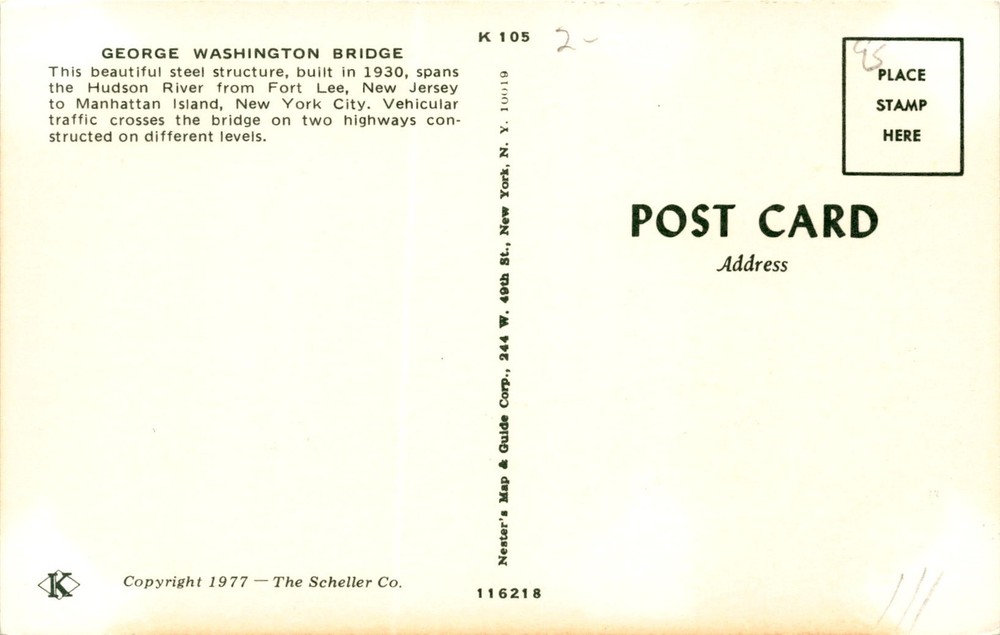 GEORGE WASHINGTON BRIDGE
This beautiful steel structure, built in 1930, spans
the Hudson River from Fort Lee, New Jersey
to Manhattan Island, New York City. Vehicular
traffic crosses the bridge on two highways con-
structed on different levels.
K
Copyright 1977 — The Scheller Co.
K 105
2-
Nester's Map & Guide Corp., 244 W. 49th St., New York, N. Y. 10019
116218
95
PLACE
STAMP
HERE
POST CARD
Address